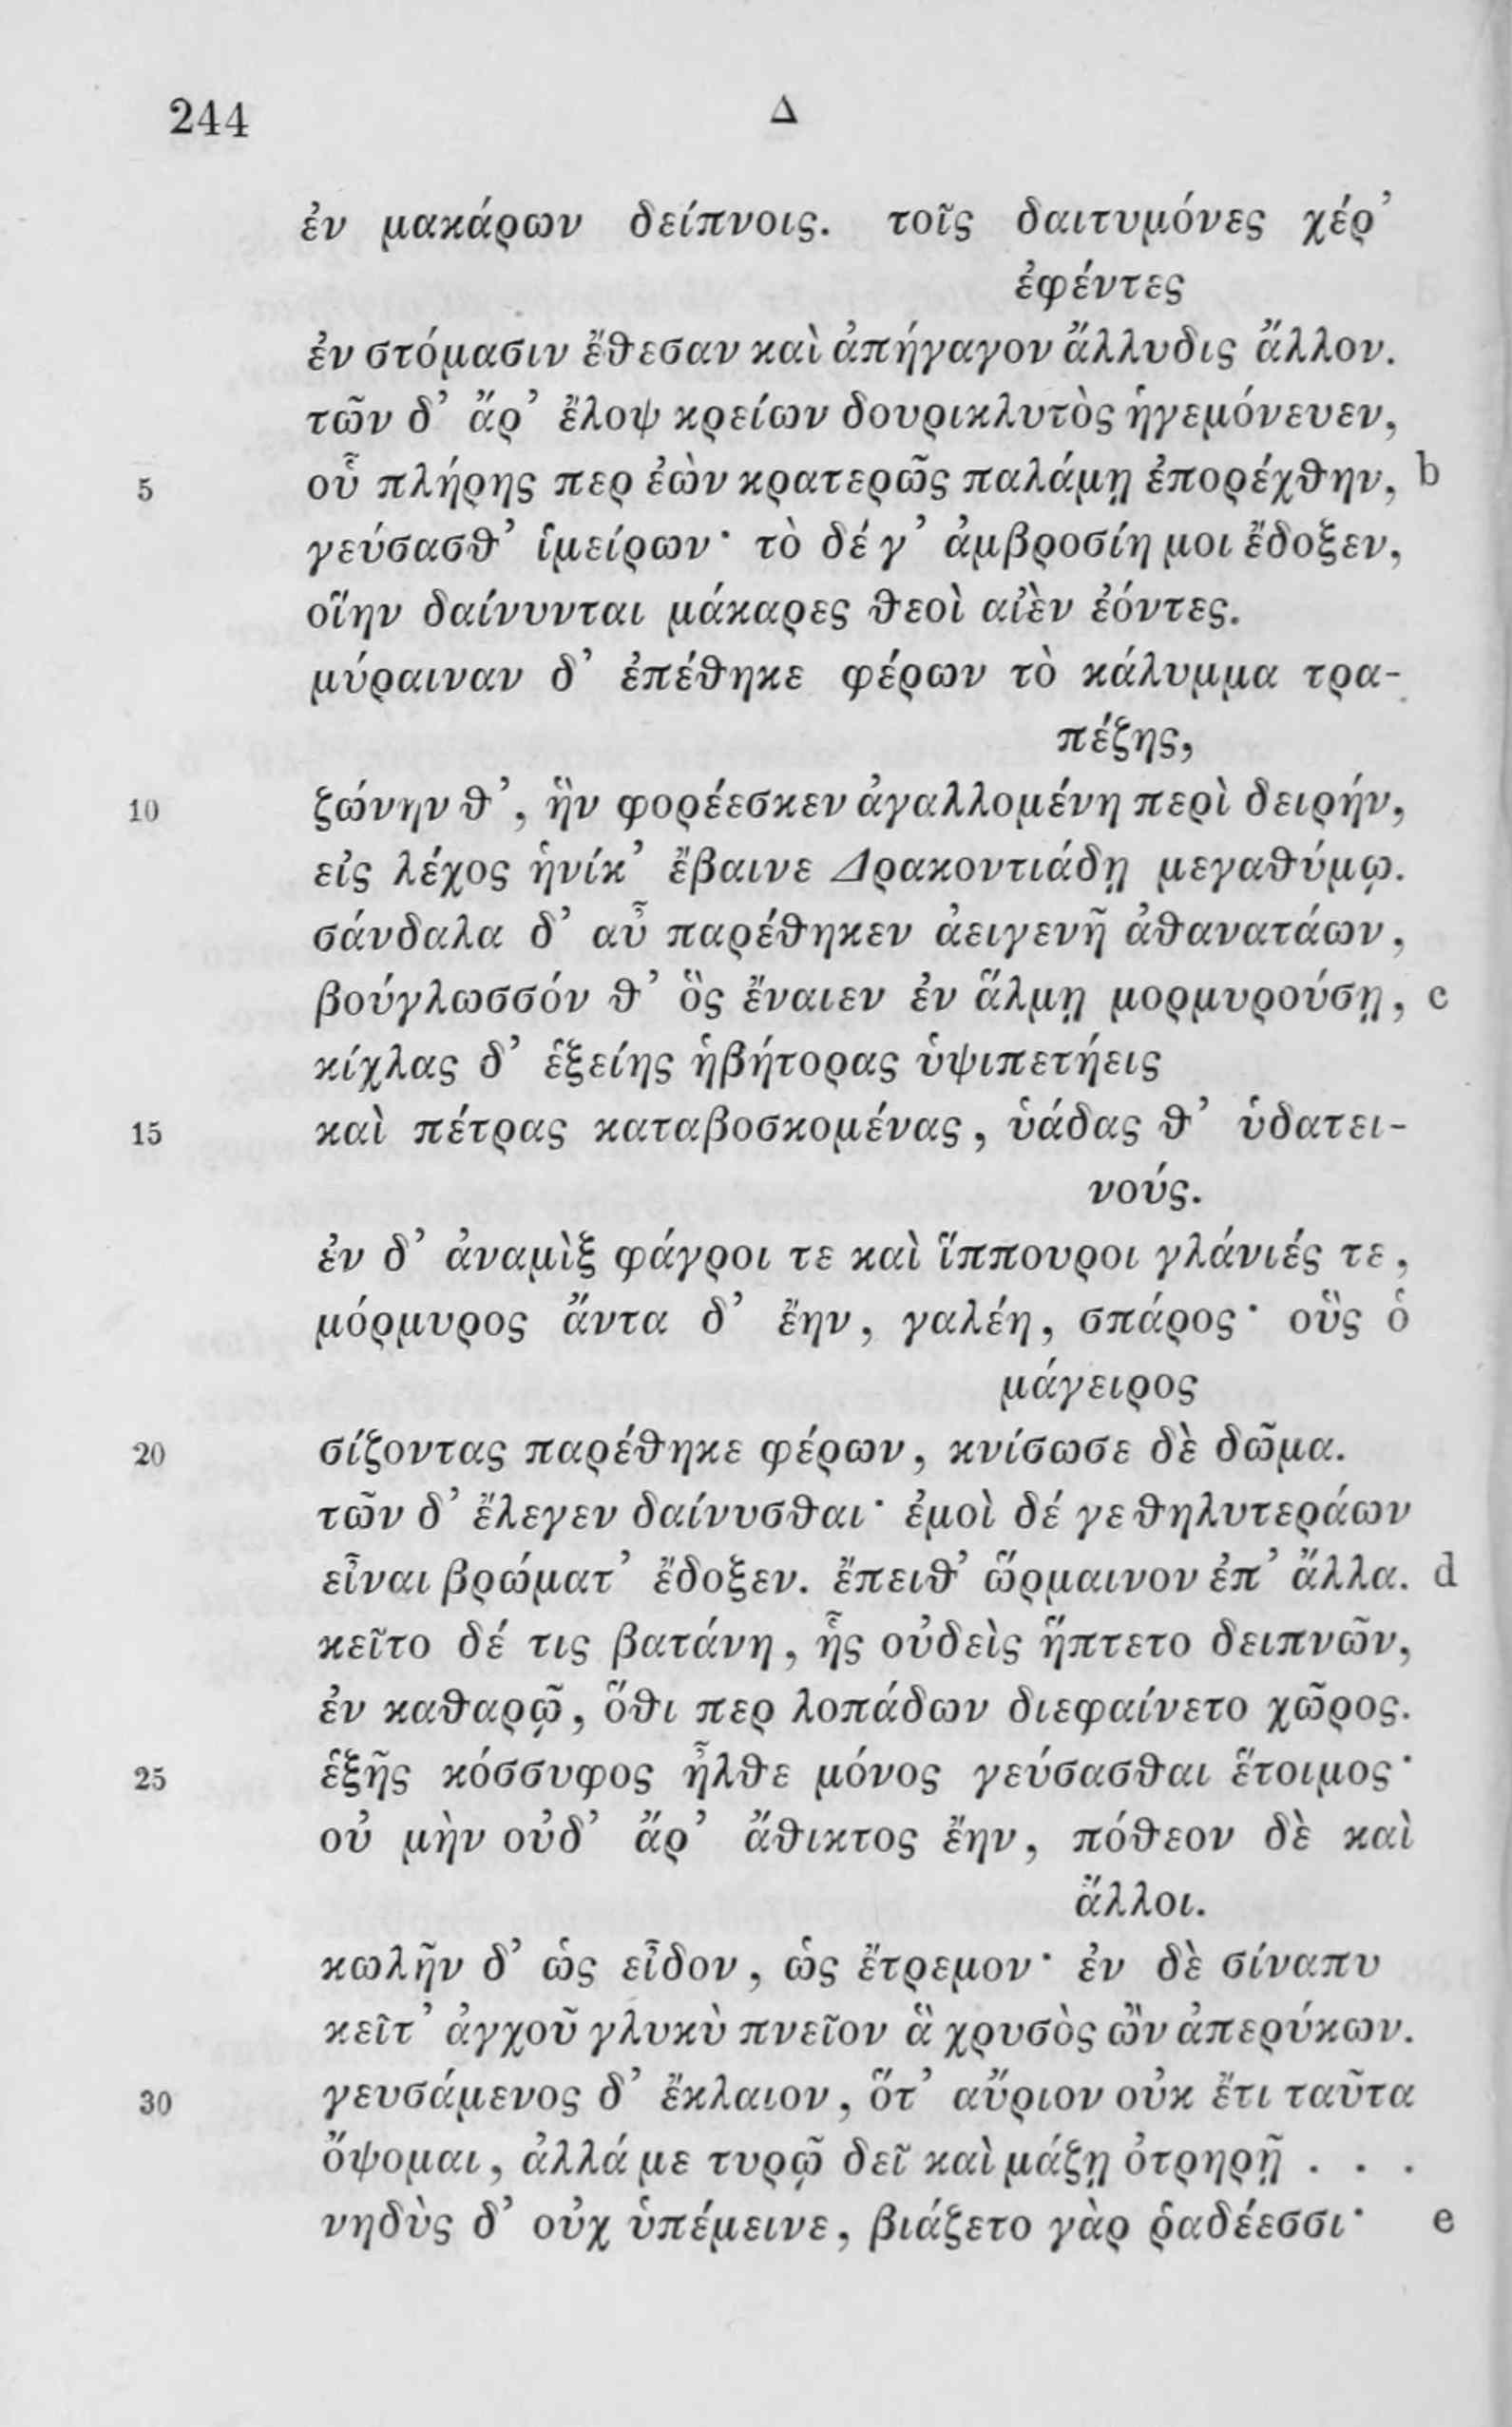 244 Δ
ἐν μακάρων δείπνοις. τοῖς δαιτυμόνες χέρ’
ἐφέντες
ἐν στόμασιν ἔθεσαν καὶ ἀπήγαγον ἄλλυδις ἄλλον.
τῶν δ’ ἄρ’ ἔλοψ κρείων δουρικλυτὸς ἡγεμόνευεν,
5 οὗ πλήρης περ ἐὼν κρατερῶς παλάμῃ ἐπορέχθην, b
γεύσασθ’ ἱμείρων· τὸ δέ γ’ ἀμβροσίη μοι ἔδοξεν,
οἵην δαίνυνται μάκαρες θεοὶ αἰὲν ἐόντες.
μύραιναν δ’ ἐπέθηκε φέρων τὸ κάλυμμα τρα-
πέζης,
10 ζώνην θ’, ἣν φορέεσκεν ἀγαλλομένη περὶ δειρήν,
εἰς λέχος ἡνίκ’ ἔβαινε Δρακοντιάδῃ μεγαθύμῳ.
σάνδαλα δ’ αὖ παρέθηκεν ἀειγενῆ ἀθανατάων,
βούγλωσσόν θ’ ὃς ἔναιεν ἐν ἅλμῃ μορμυρούσῃ, c
κίχλας δ’ ἑξείης ἡβήτορας ὑψιπετήεις
15 καὶ πέτρας καταβοσκομένας, ὑάδας θ’ ὑδατει-
νούς.
ἐν δ’ ἀναμὶξ φάγροι τε καὶ ἵππουροι γλάνιές τε,
μόρμυρος ἄντα δ’ ἔην, γαλέη, σπάρος· οὓς ὁ
μάγειρος
20 σίζοντας παρέθηκε φέρων, κνίσωσε δὲ δῶμα.
τῶν δ’ ἔλεγεν δαίνυσθαι· ἐμοὶ δέ γε θηλυτεράων
εἶναι βρώματ’ ἔδοξεν. ἔπειθ’ ὥρμαινον ἐπ’ ἄλλα. d
κεῖτο δέ τις βατάνη, ἧς οὐδεὶς ἥπτετο δειπνῶν,
ἐν καθαρῷ, ὅθι περ λοπάδων διεφαίνετο χῶρος.
25 ἑξῆς κόσσυφος ἦλθε μόνος γεύσασθαι ἕτοιμος·
οὐ μὴν οὐδ’ ἄρ’ ἄθικτος ἔην, πόθεον δὲ καὶ
ἄλλοι.
κωλῆν δ’ ὡς εἶδον, ὡς ἔτρεμον· ἐν δὲ σίναπυ
κεῖτ’ ἀγχοῦ γλυκὺ πνεῖον ἃ χρυσὸς ὢν ἀπερύκων.
30 γευσάμενος δ’ ἔκλαιον, ὅτ’ αὔριον οὐκ ἔτι ταῦτα
ὄψομαι, ἀλλά με τυρῷ δεῖ καὶ μάζῃ ὀτρηρῇ . . .
νηδὺς δ’ οὐχ ὑπέμεινε, βιάζετο γὰρ ῥαδέεσσι· e